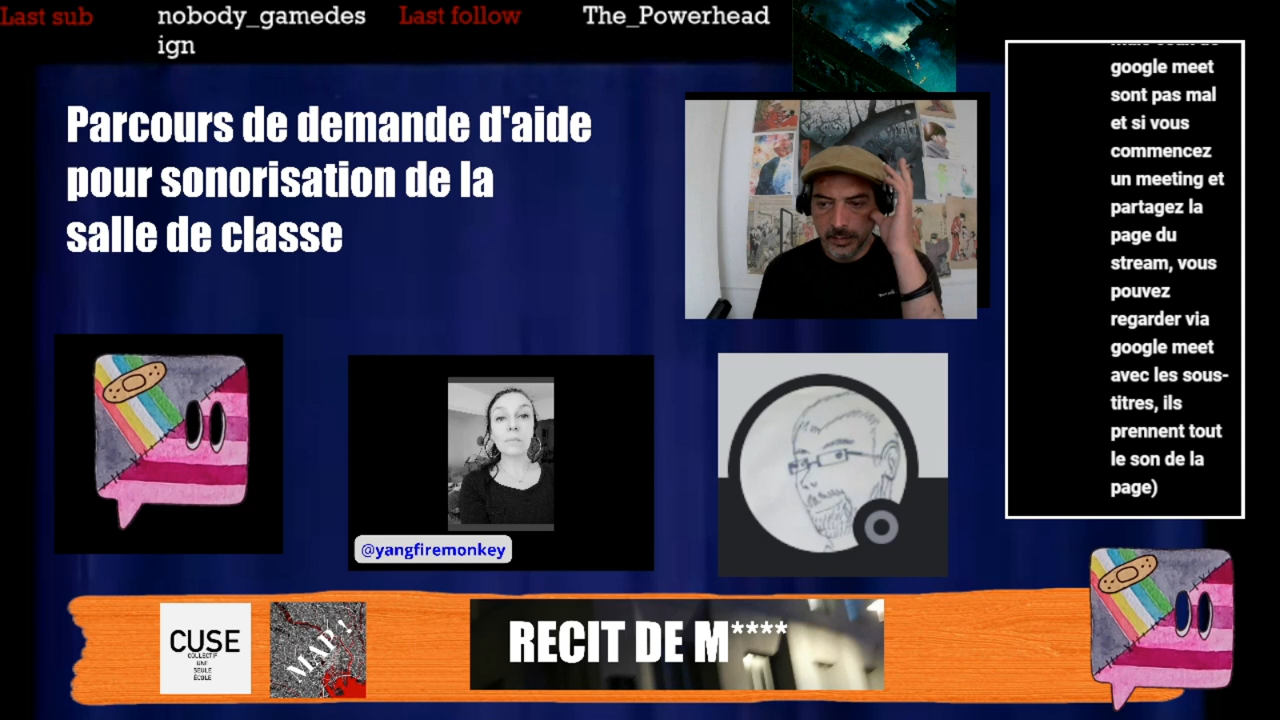 Last sub
nobody_gamedes
ign
Last follow
The_Powerhead
Parcours de demande d'aide
pour sonorisation de la
salle de classe
google meet
sont pas mal
et si vous
commencez
un meeting et
partagez la
page du
stream, vous
pouvez
regarder via
google meet
avec les sous-
titres, ils
prennent tout
le son de la
page)
@yangfiremonkey
CUSE
COLLECTIF
UNE
SEULE
ÉCOLE
MAP !
RECIT DE M****